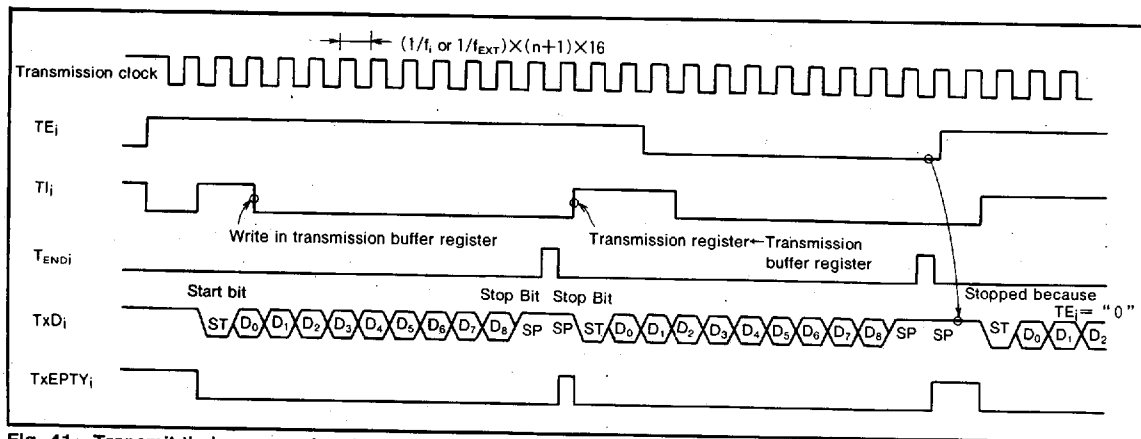 (1/fi or 1/fEXT)×(n+1)×16
Transmission clock
TEi
TIi
Write in transmission buffer register
Transmission register←Transmission
buffer register
TENDi
Start bit
Stop Bit Stop Bit
Stopped because
TEi= "0"
TxDi
ST D0 D1 D2 D3 D4 D5 D6 D7 D8 SP SP ST D0 D1 D2 D3 D4 D5 D6 D7 D8 SP SP ST D0 D1 D2
TxEPTYi
Fig. 41